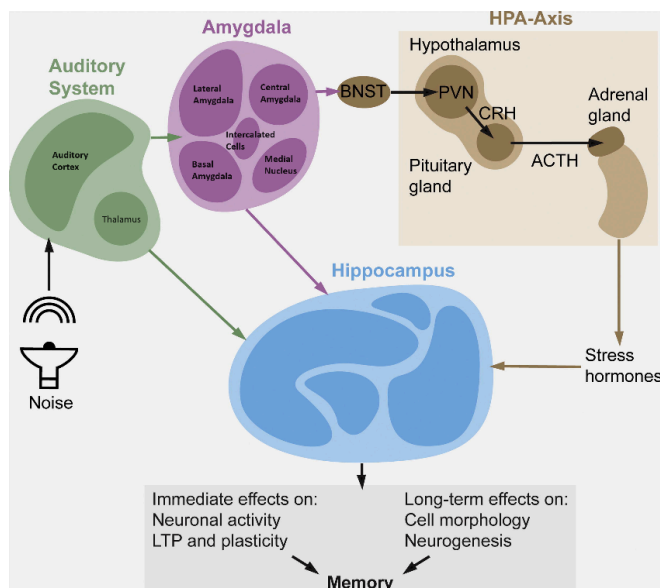 HPA-Axis
Amygdala
Auditory
System
Hypothalamus
Lateral
Amygdala
Central
Amygdala
BNST
PVN
CRH
Adrenal
gland
Intercalated
Cells
Auditory
Cortex
Basal
Amygdala
Medial
Nucleus
Pituitary
gland
ACTH
Thalamus
Hippocampus
Stress
hormones
Noise
Immediate effects on:
Neuronal activity
LTP and plasticity
Long-term effects on:
Cell morphology
Neurogenesis
Memory